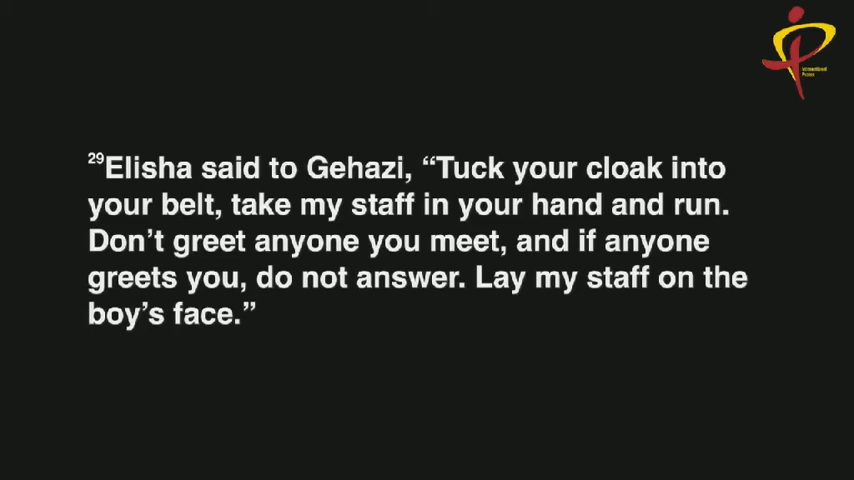 International
²⁹Elisha said to Gehazi, “Tuck your cloak into
your belt, take my staff in your hand and run.
Don’t greet anyone you meet, and if anyone
greets you, do not answer. Lay my staff on the
boy’s face.”